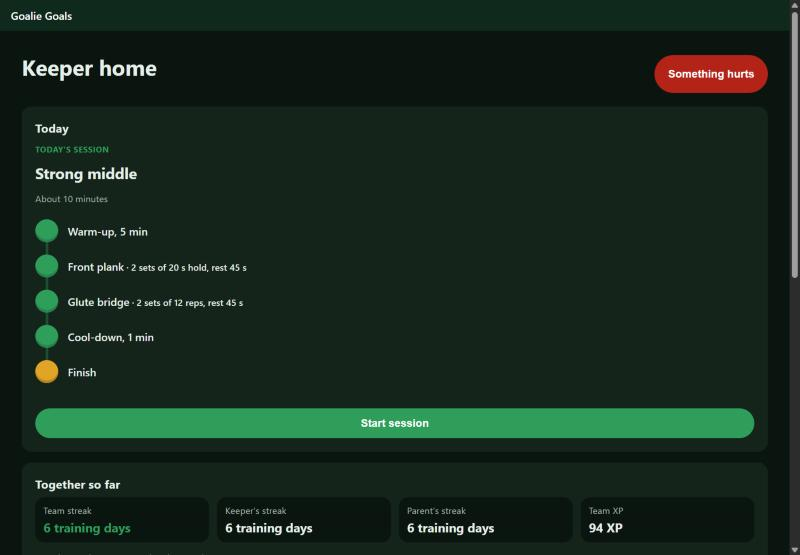 Goalie Goals
Keeper home
Something hurts
Today
TODAY'S SESSION
Strong middle
About 10 minutes
Warm-up, 5 min
Front plank · 2 sets of 20 s hold, rest 45 s
Glute bridge · 2 sets of 12 reps, rest 45 s
Cool-down, 1 min
Finish
Start session
Together so far
Team streak
6 training days
Keeper's streak
6 training days
Parent's streak
6 training days
Team XP
94 XP